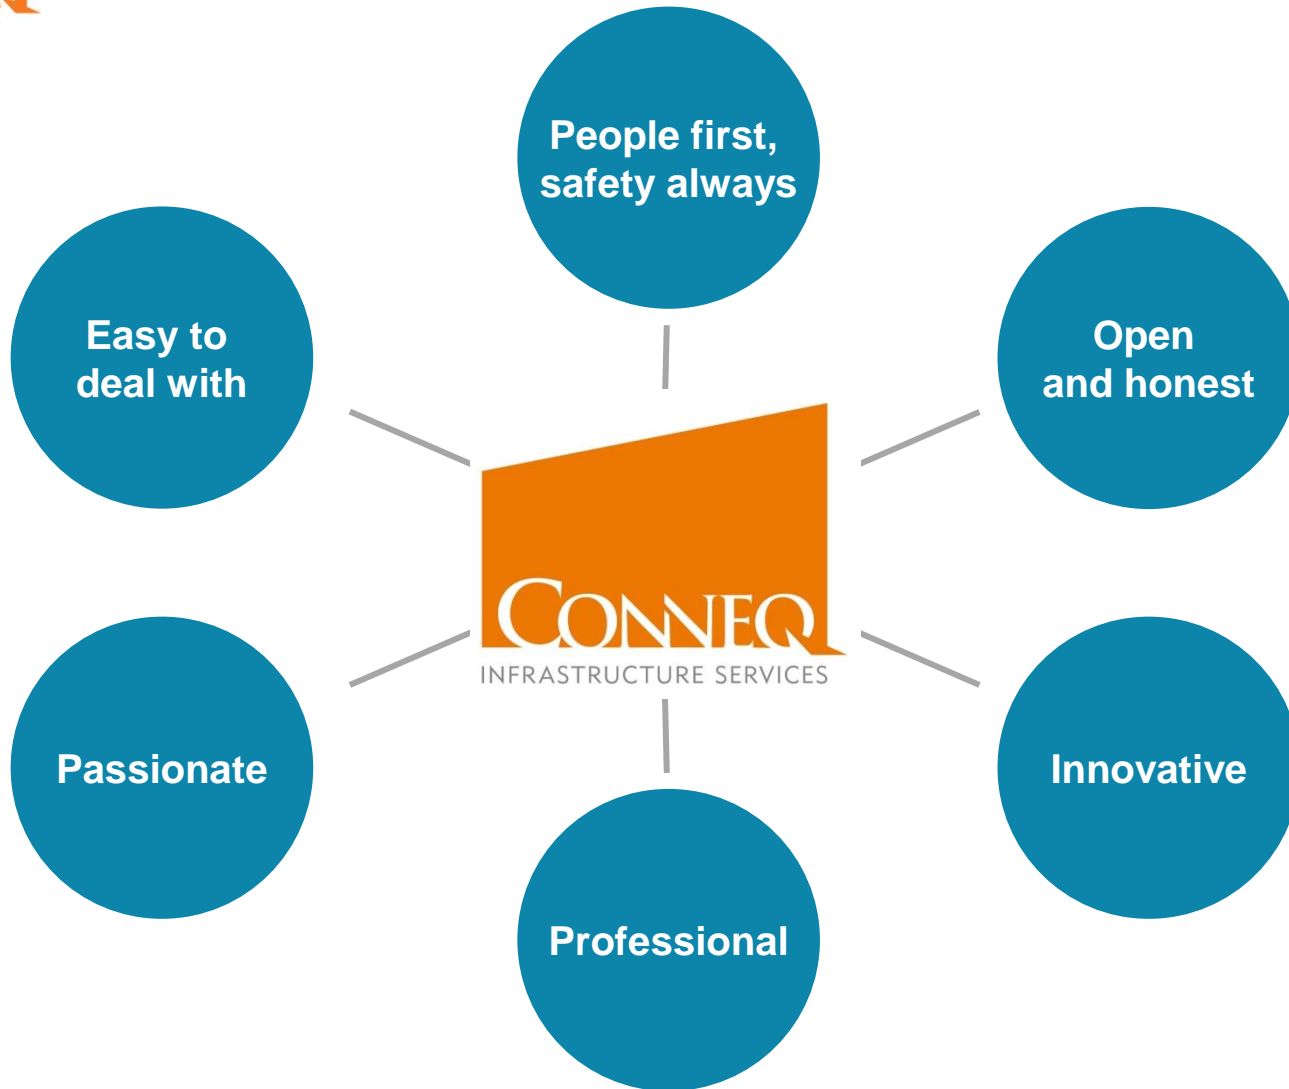 People first,
safety always
Easy to
deal with
Open
and honest
CONNEQ
INFRASTRUCTURE SERVICES
Passionate
Innovative
Professional